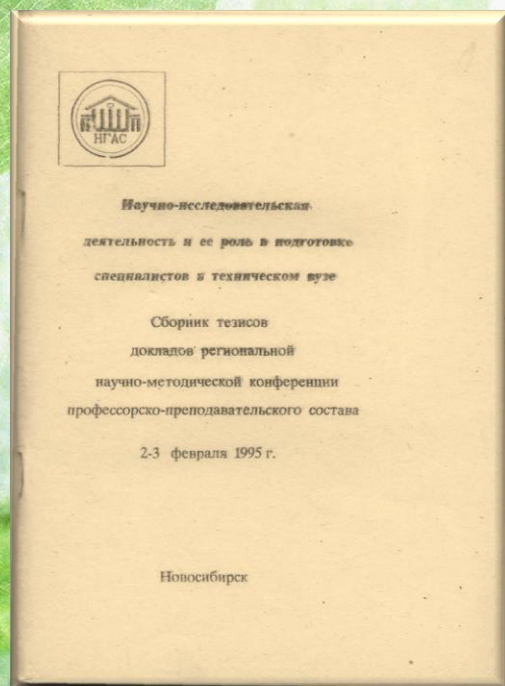 НГАС
Научно-исследовательская
деятельность и ее роль в подготовке
специалистов в техническом вузе
Сборник тезисов
докладов региональной
научно-методической конференции
профессорско-преподавательского состава
2-3 февраля 1995 г.
Новосибирск